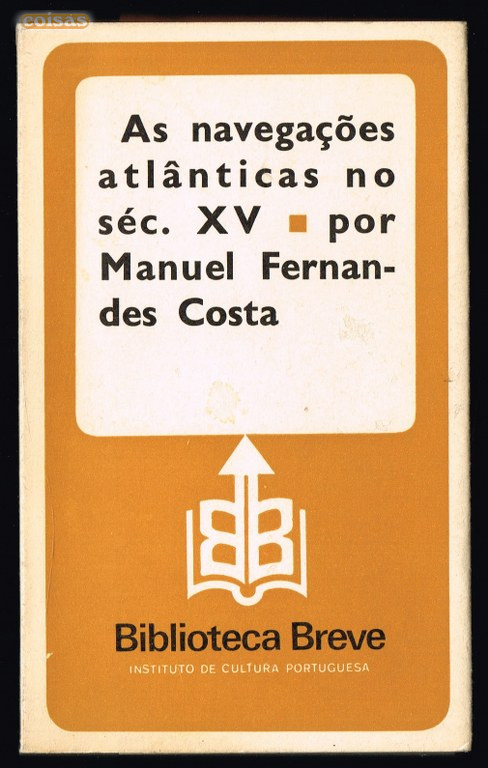 coisas
As navegações
atlânticas no
séc. XV ▪ por
Manuel Fernan-
des Costa
BB
Biblioteca Breve
INSTITUTO DE CULTURA PORTUGUESA